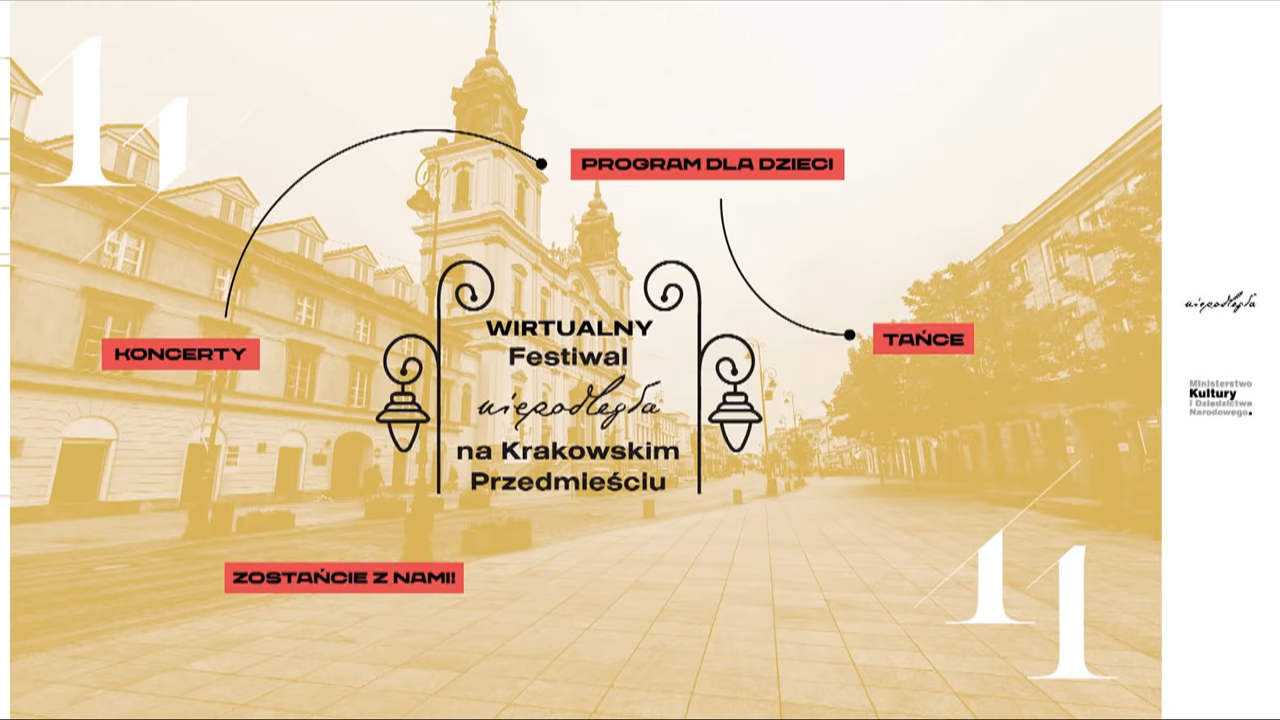 11
PROGRAM DLA DZIECI
KONCERTY
TAŃCE
WIRTUALNY
Festiwal
niepodległa
na Krakowskim
Przedmieściu
ZOSTAŃCIE Z NAMI!
11
niepodległa
Ministerstwo
Kultury
i Dziedzictwa
Narodowego.